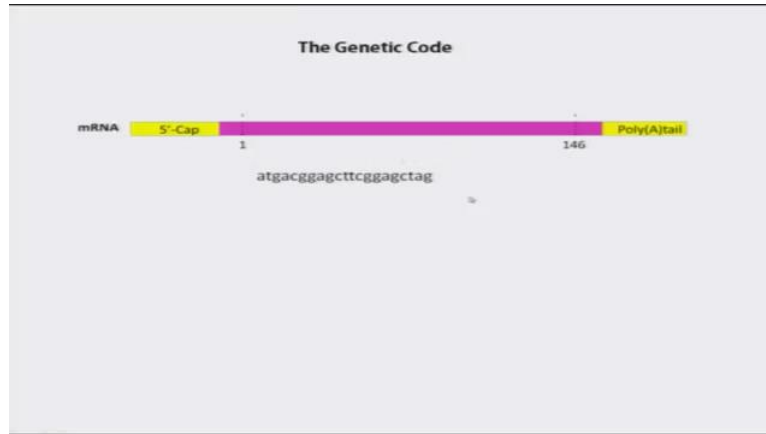 The Genetic Code
mRNA 5'-Cap Poly(A)tail
1 146
atgacggagcttcggagctag